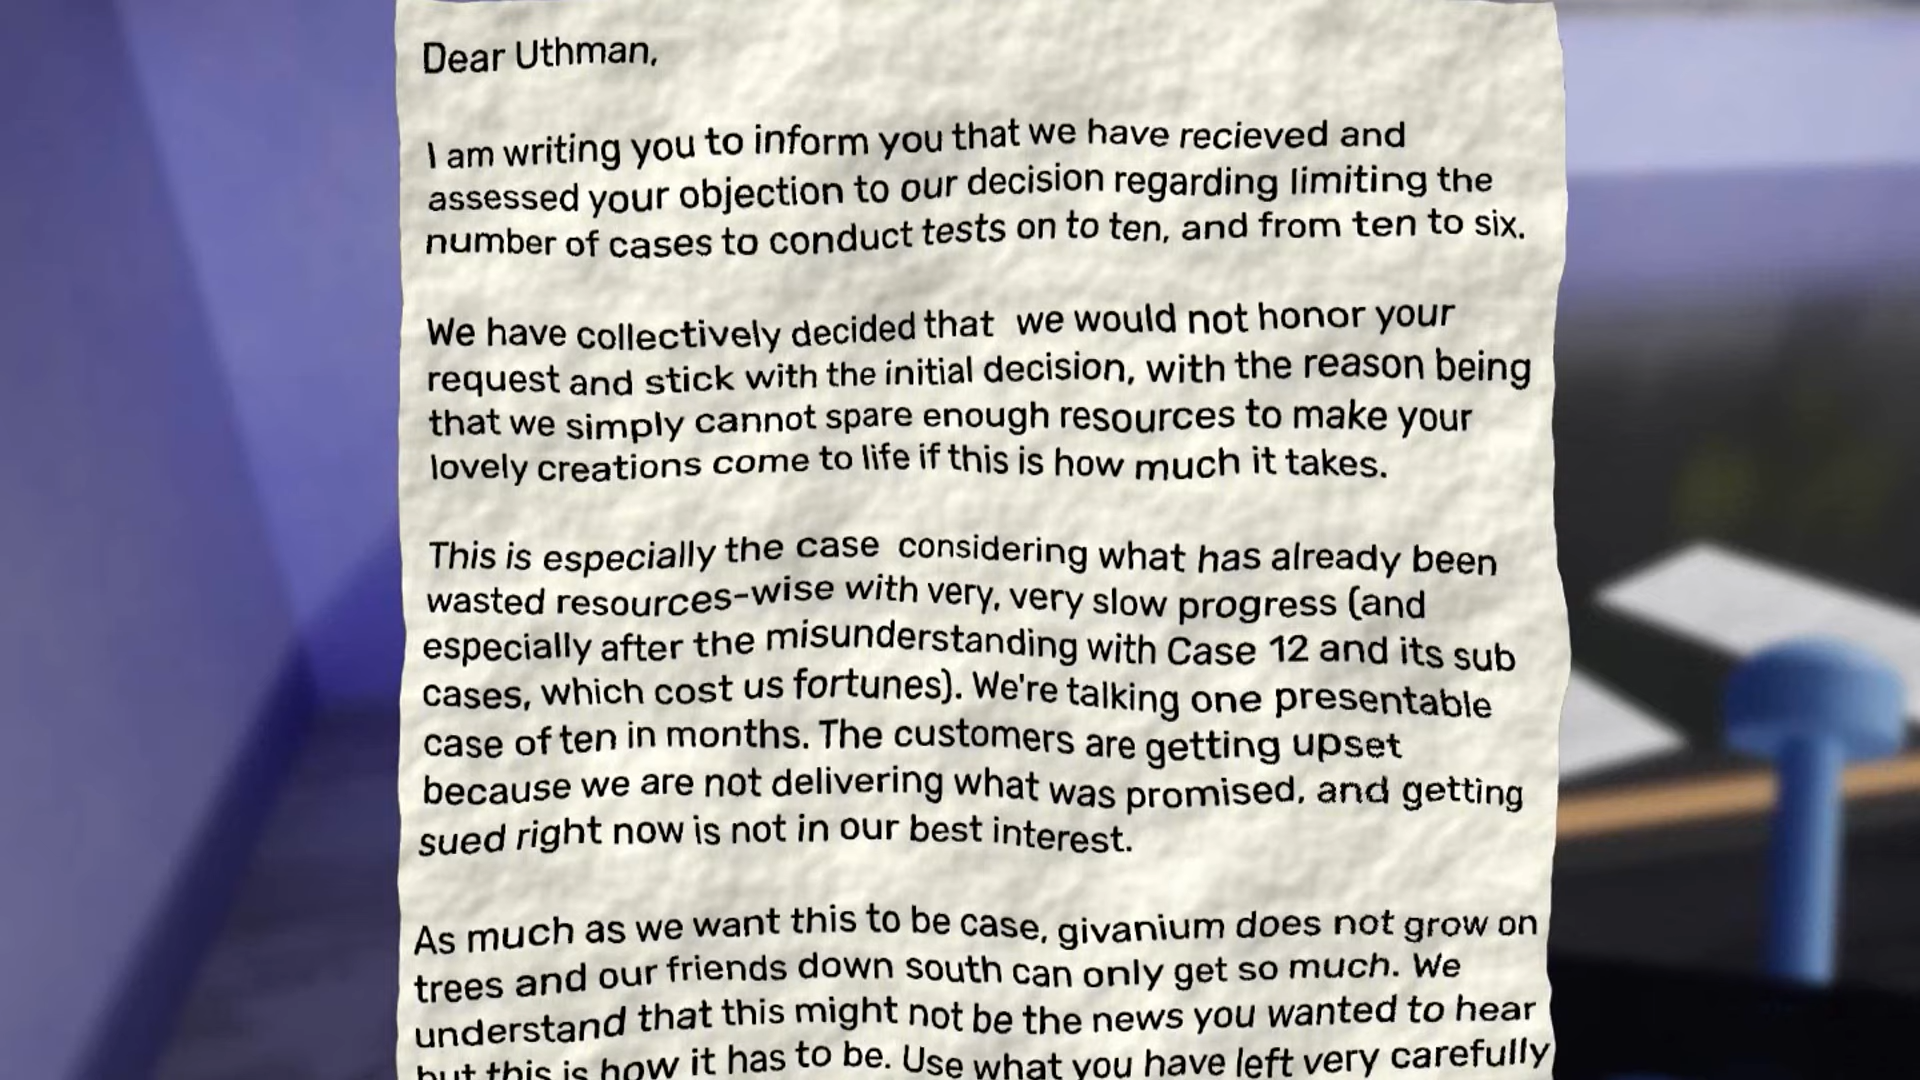 Dear Uthman,
I am writing you to inform you that we have recieved and
assessed your objection to our decision regarding limiting the
number of cases to conduct tests on to ten, and from ten to six.
We have collectively decided that we would not honor your
request and stick with the initial decision, with the reason being
that we simply cannot spare enough resources to make your
lovely creations come to life if this is how much it takes.
This is especially the case considering what has already been
wasted resources-wise with very, very slow progress (and
especially after the misunderstanding with Case 12 and its sub
cases, which cost us fortunes). We're talking one presentable
case of ten in months. The customers are getting upset
because we are not delivering what was promised, and getting
sued right now is not in our best interest.
As much as we want this to be case, givanium does not grow on
trees and our friends down south can only get so much. We
understand that this might not be the news you wanted to hear
but this is how it has to be. Use what you have left very carefully